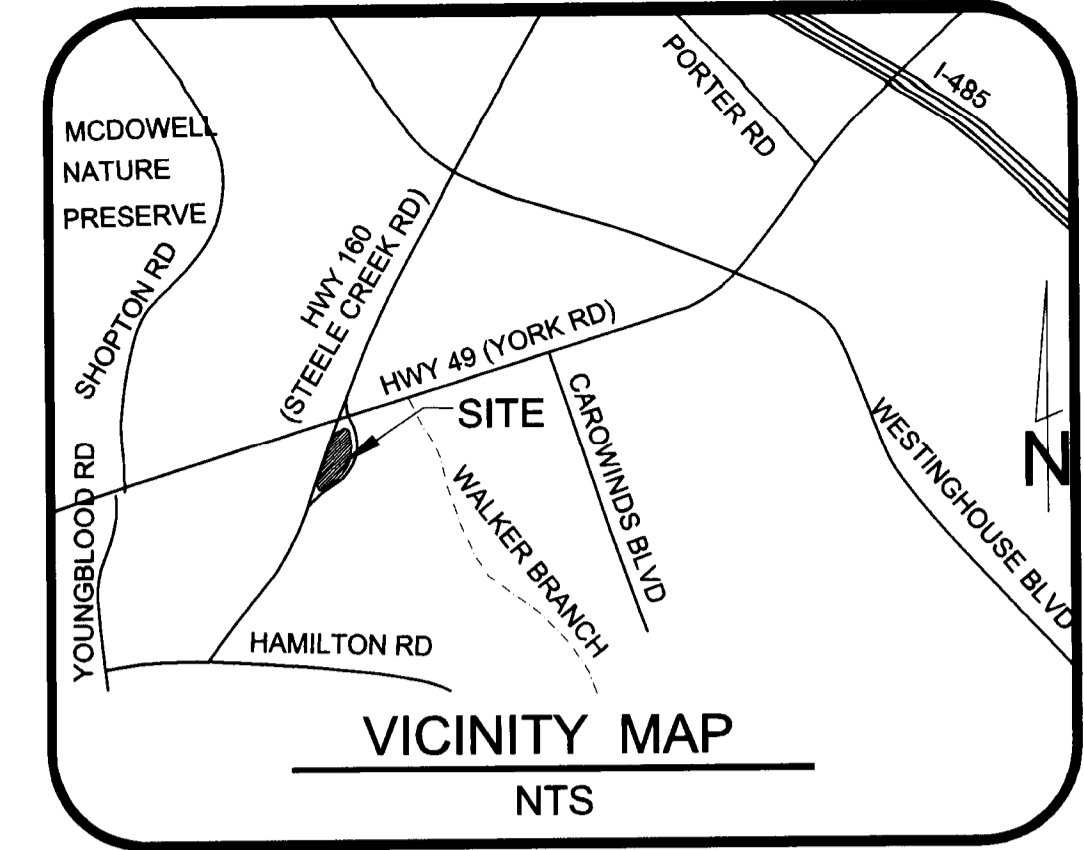 PORTER RD
I-485
MCDOWELL
NATURE
PRESERVE
SHOPTON RD
HWY 160
(STEELE CREEK RD)
HWY 49 (YORK RD)
SITE
CAROWINDS BLVD
WESTINGHOUSE BLVD
N
YOUNGBLOOD RD
WALKER BRANCH
HAMILTON RD
VICINITY MAP
NTS